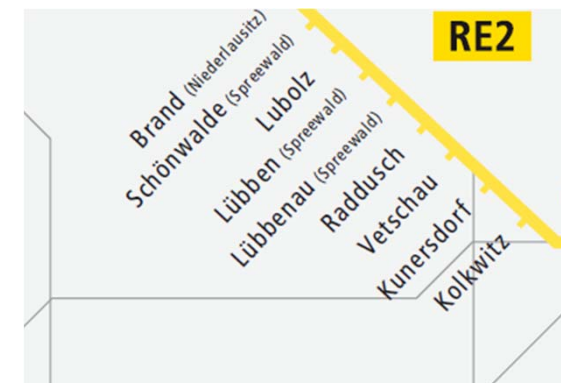 RE2
Brand (Niederlausitz)
Schönwalde (Spreewald)
Lubolz
Lübben (Spreewald)
Lübbenau (Spreewald)
Raddusch
Vetschau
Kunersdorf
Kolkwitz